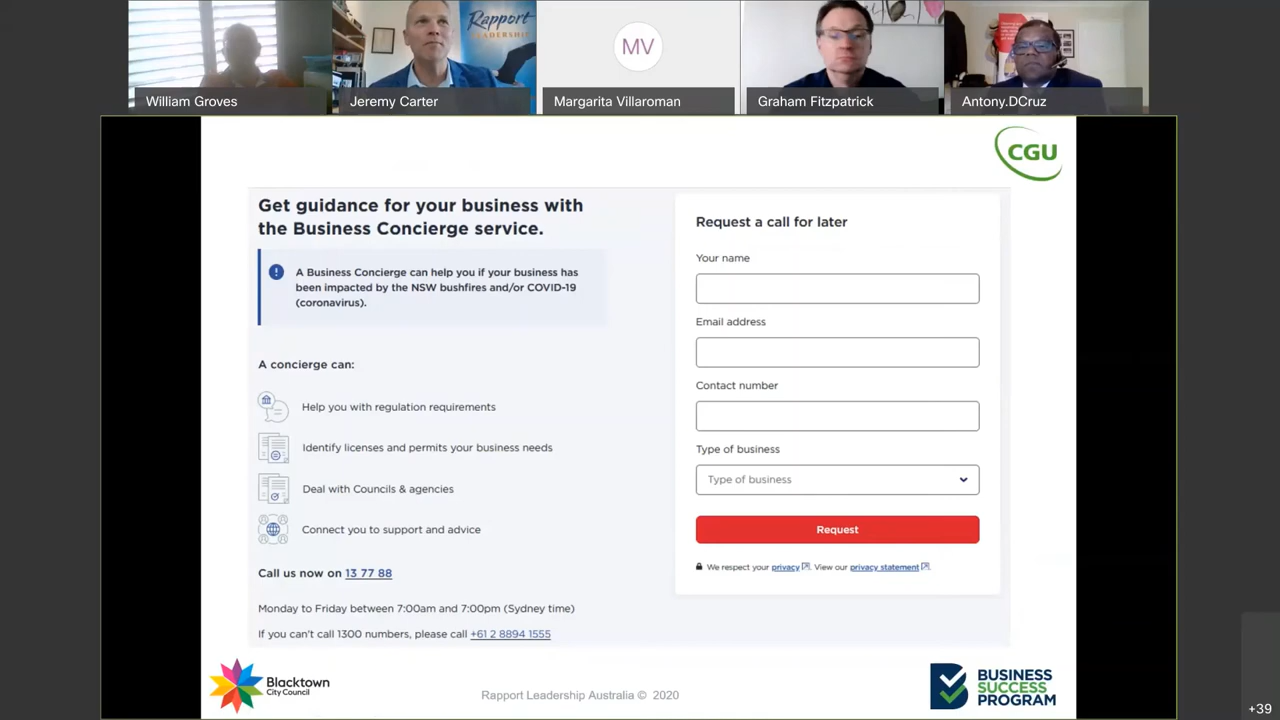 MV
Rapport
LEADERSHIP
William Groves
Jeremy Carter
Margarita Villaroman
Graham Fitzpatrick
Antony.DCruz
CGU
Get guidance for your business with
the Business Concierge service.
A Business Concierge can help you if your business has
been impacted by the NSW bushfires and/or COVID-19
(coronavirus).
A concierge can:
Help you with regulation requirements
Identify licenses and permits your business needs
Deal with Councils & agencies
Connect you to support and advice
Call us now on 13 77 88
Monday to Friday between 7:00am and 7:00pm (Sydney time)
If you can't call 1300 numbers, please call +61 2 8894 1555
Request a call for later
Your name
Email address
Contact number
Type of business
Type of business
Request
We respect your privacy. View our privacy statement.
Blacktown
City Council
Rapport Leadership Australia © 2020
BUSINESS
SUCCESS
PROGRAM
+39